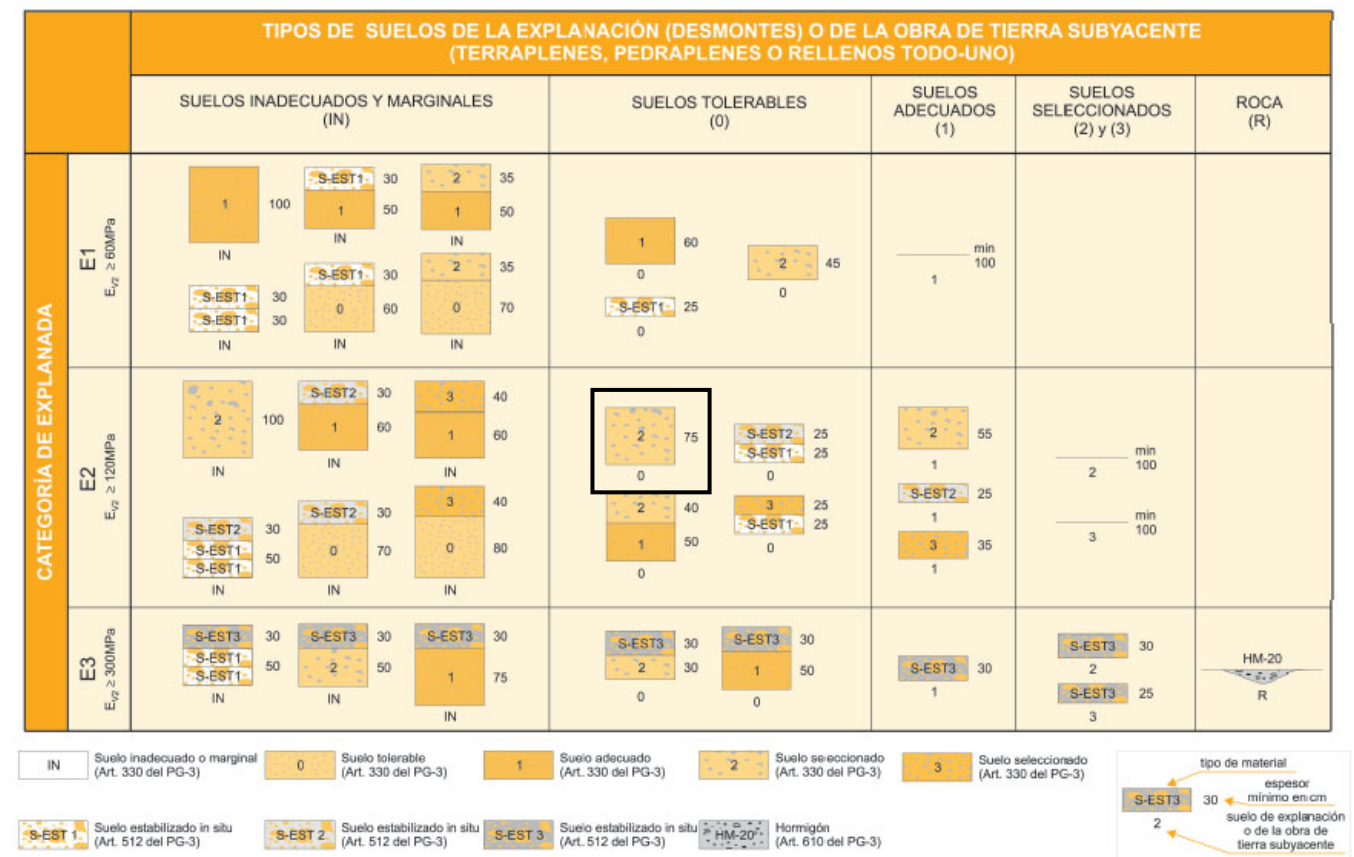 TIPOS DE SUELOS DE LA EXPLANACIÓN (DESMONTES) O DE LA OBRA DE TIERRA SUBYACENTE
(TERRAPLENES, PEDRAPLENES O RELLENOS TODO-UNO)
SUELOS INADECUADOS Y MARGINALES
(IN)
SUELOS TOLERABLES
(0)
SUELOS
ADECUADOS
(1)
SUELOS
SELECCIONADOS
(2) y (3)
ROCA
(R)
CATEGORÍA DE EXPLANADA
E1
Ev2 ≥ 60MPa
1 100
IN
S-EST1 30
1 50
IN
2 35
1 50
IN
S-EST1 30
S-EST1 30
IN
S-EST1 30
0 60
IN
2 35
0 70
IN
1 60
0
2 45
0
S-EST1 25
0
min
100
1
E2
Ev2 ≥ 120MPa
2 100
IN
S-EST2 30
1 60
IN
3 40
1 60
IN
S-EST2 30
S-EST1
50
S-EST1
IN
S-EST2 30
0 70
IN
3 40
0 80
IN
2 75
0
S-EST2 25
S-EST1 25
0
2 40
1 50
0
3 25
S-EST1 25
0
2 55
1
S-EST2 25
1
3 35
1
min
100
2
min
100
3
E3
Ev2 ≥ 300MPa
S-EST3 30
S-EST1
50
S-EST1
IN
S-EST3 30
2 50
IN
S-EST3 30
1 75
IN
S-EST3 30
2 30
0
S-EST3 30
1 50
0
S-EST3 30
1
S-EST3 30
2
S-EST3 25
3
HM-20
R
IN Suelo inadecuado o marginal
(Art. 330 del PG-3)
0 Suelo tolerable
(Art. 330 del PG-3)
1 Suelo adecuado
(Art. 330 del PG-3)
2 Suelo seleccionado
(Art. 330 del PG-3)
3 Suelo seleccionado
(Art. 330 del PG-3)
S-EST 1 Suelo estabilizado in situ
(Art. 512 del PG-3)
S-EST 2 Suelo estabilizado in situ
(Art. 512 del PG-3)
S-EST 3 Suelo estabilizado in situ
(Art. 512 del PG-3)
HM-20 Hormigón
(Art. 610 del PG-3)
tipo de material
S-EST3 30
espesor
mínimo en cm
2
suelo de explanación
o de la obra de
tierra subyacente